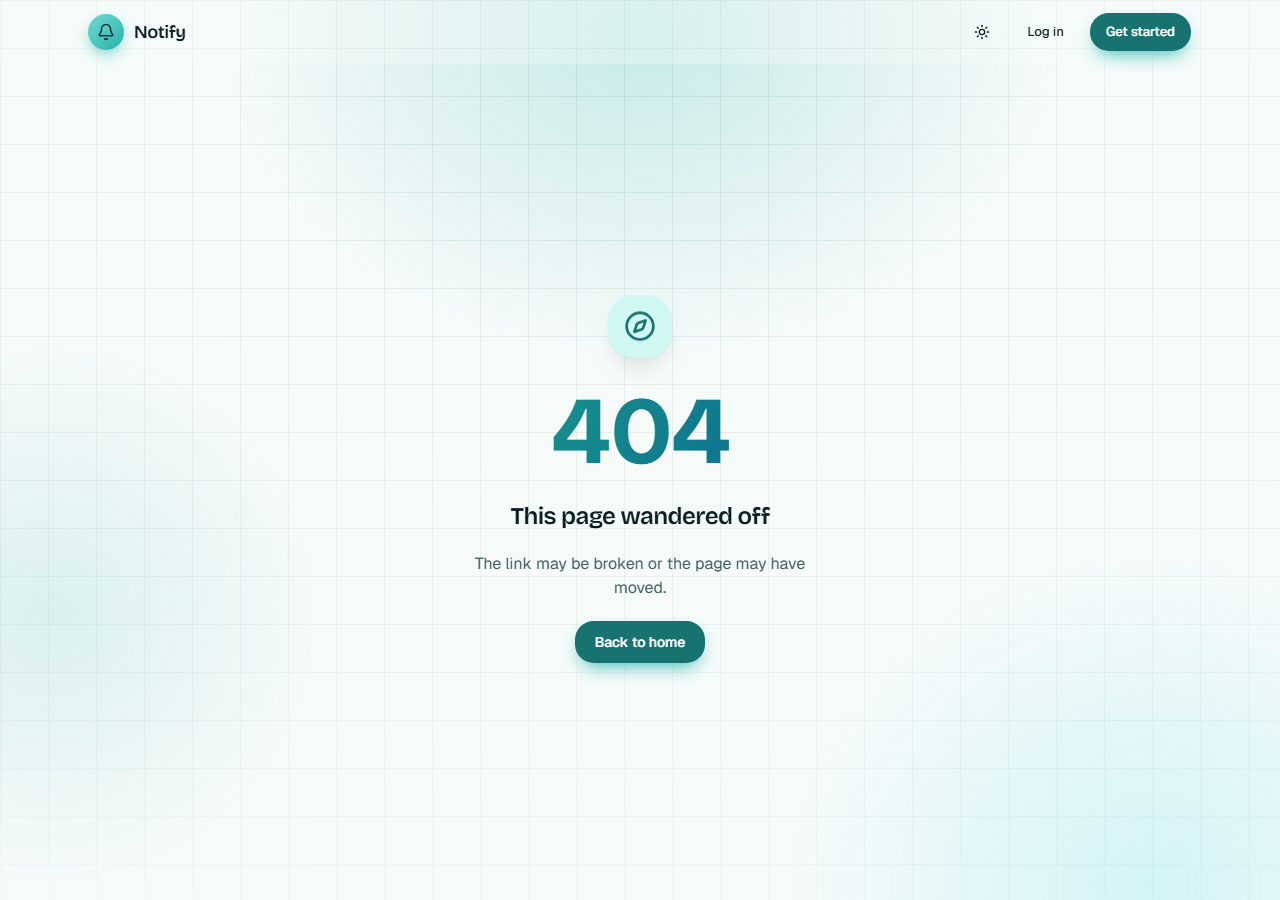 Notify
Log in
Get started
404
This page wandered off
The link may be broken or the page may have
moved.
Back to home